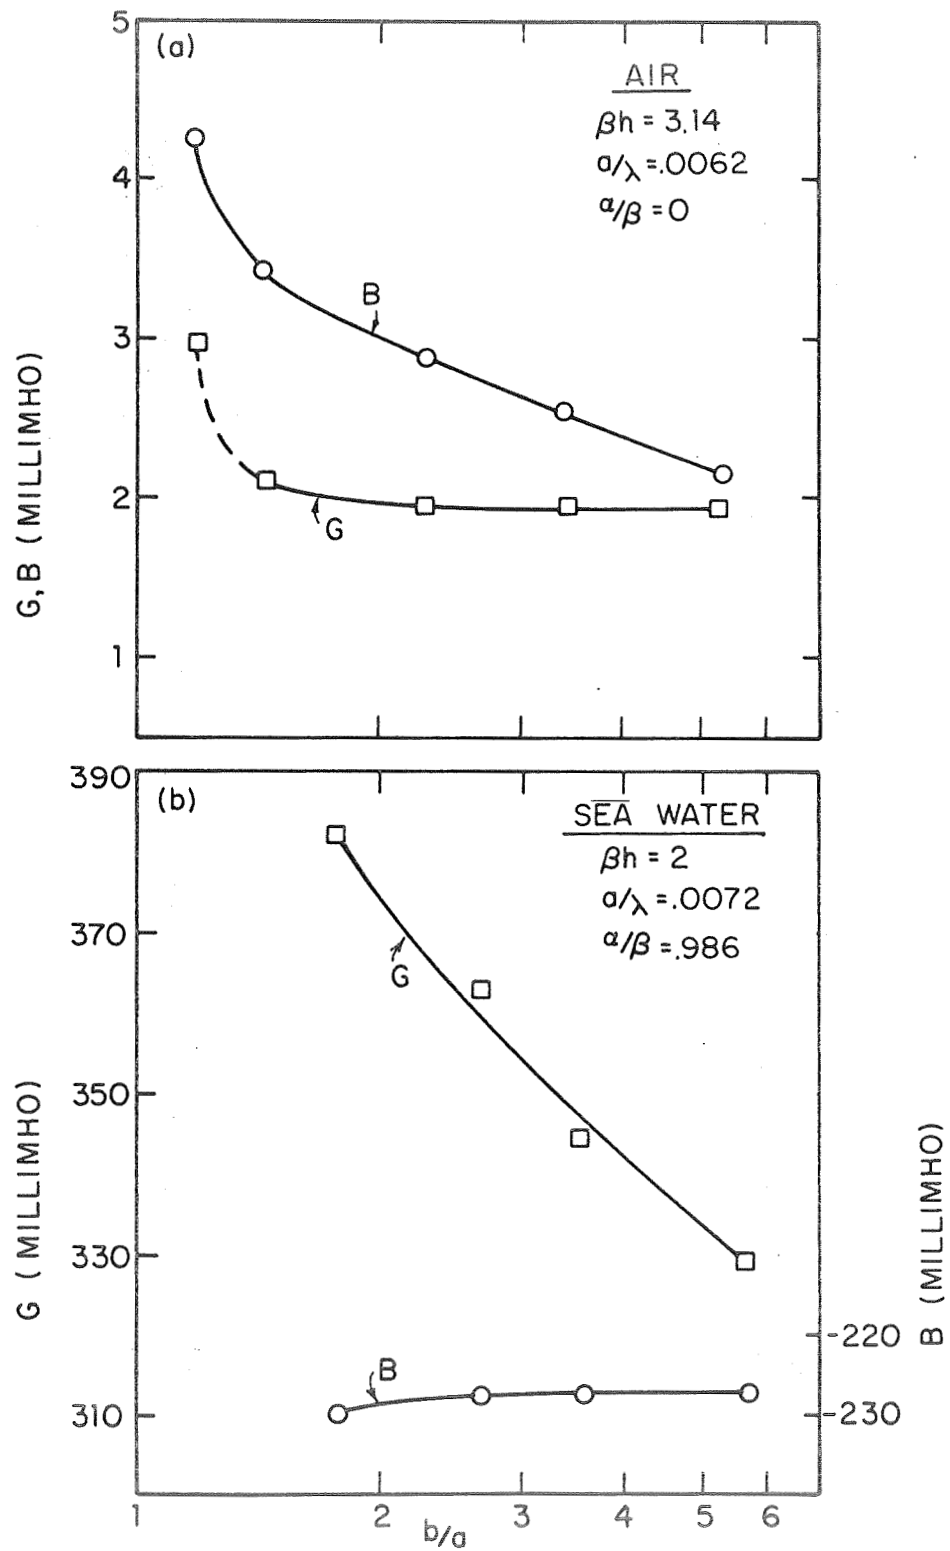 5
(a)
AIR
βh = 3.14
a/λ = .0062
α/β = 0
4
B
3
2
G
1
G, B (MILLIMHO)
390
(b)
SEA WATER
βh = 2
a/λ = .0072
α/β = .986
370
G
350
330
-220
B
310
-230
G (MILLIMHO)
B (MILLIMHO)
1 2 3 4 5 6
b/a